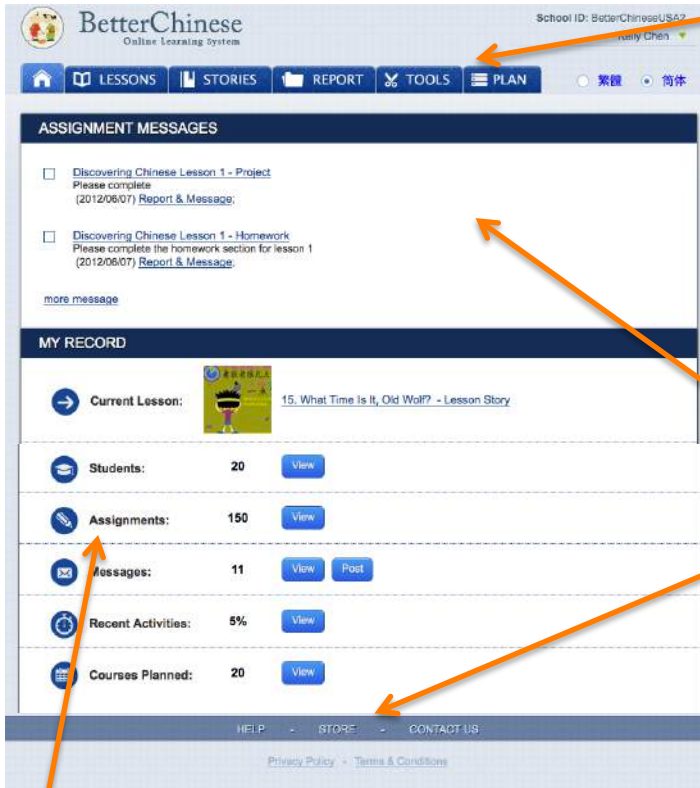 BetterChinese
Online Learning System
School ID: BetterChineseUSA2
Kelly Chen
LESSONS STORIES REPORT TOOLS PLAN 繁體 简体
ASSIGNMENT MESSAGES
Discovering Chinese Lesson 1 - Project
Please complete
(2012/06/07) Report & Message;
Discovering Chinese Lesson 1 - Homework
Please complete the homework section for lesson 1
(2012/06/07) Report & Message;
more message
MY RECORD
Current Lesson: 15. What Time Is It, Old Wolf? - Lesson Story
Students: 20 View
Assignments: 150 View
Messages: 11 View Post
Recent Activities: 5% View
Courses Planned: 20 View
HELP - STORE - CONTACT US
Privacy Policy - Terms & Conditions